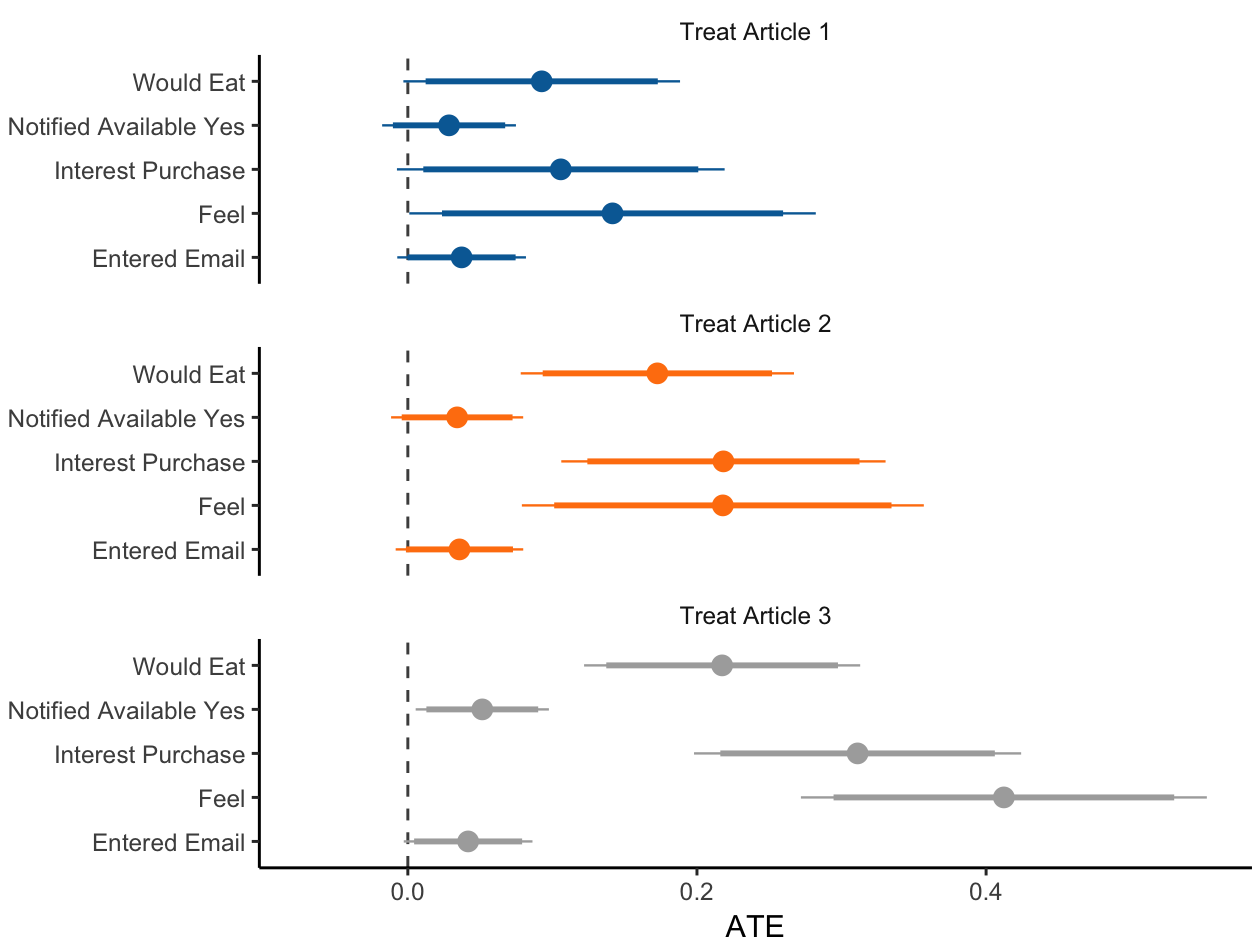 Treat Article 1
Would Eat
Notified Available Yes
Interest Purchase
Feel
Entered Email
Treat Article 2
Would Eat
Notified Available Yes
Interest Purchase
Feel
Entered Email
Treat Article 3
Would Eat
Notified Available Yes
Interest Purchase
Feel
Entered Email
0.0 0.2 0.4
ATE